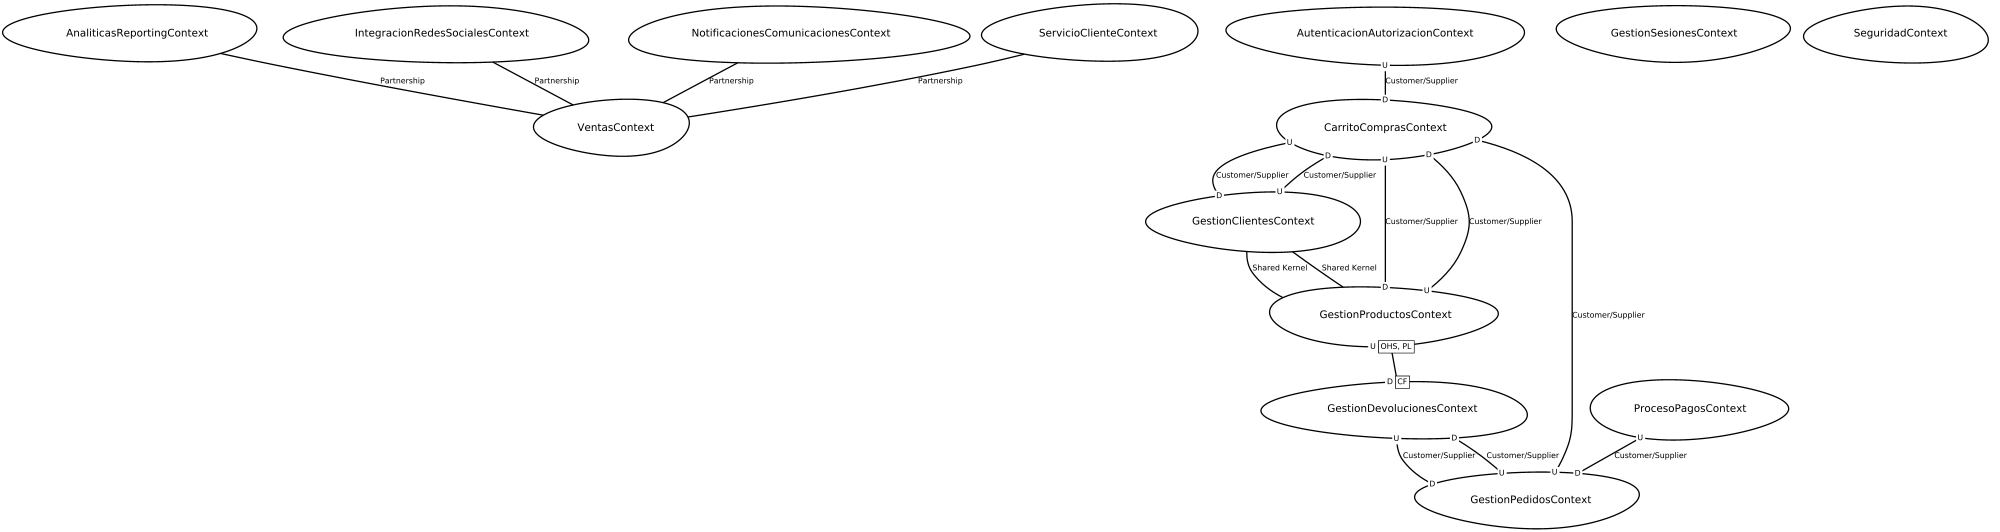 AnaliticasReportingContext
IntegracionRedesSocialesContext
NotificacionesComunicacionesContext
ServicioClienteContext
AutenticacionAutorizacionContext
GestionSesionesContext
SeguridadContext
U
Partnership
Partnership
Partnership
Partnership
Customer/Supplier
D
VentasContext
CarritoComprasContext
U
D
U
D
D
Customer/Supplier
Customer/Supplier
D
U
GestionClientesContext
Customer/Supplier
Customer/Supplier
Shared Kernel
Shared Kernel
D
U
GestionProductosContext
Customer/Supplier
U
OHS, PL
D
CF
GestionDevolucionesContext
ProcesoPagosContext
U
D
U
Customer/Supplier
Customer/Supplier
Customer/Supplier
D
U
U
D
GestionPedidosContext